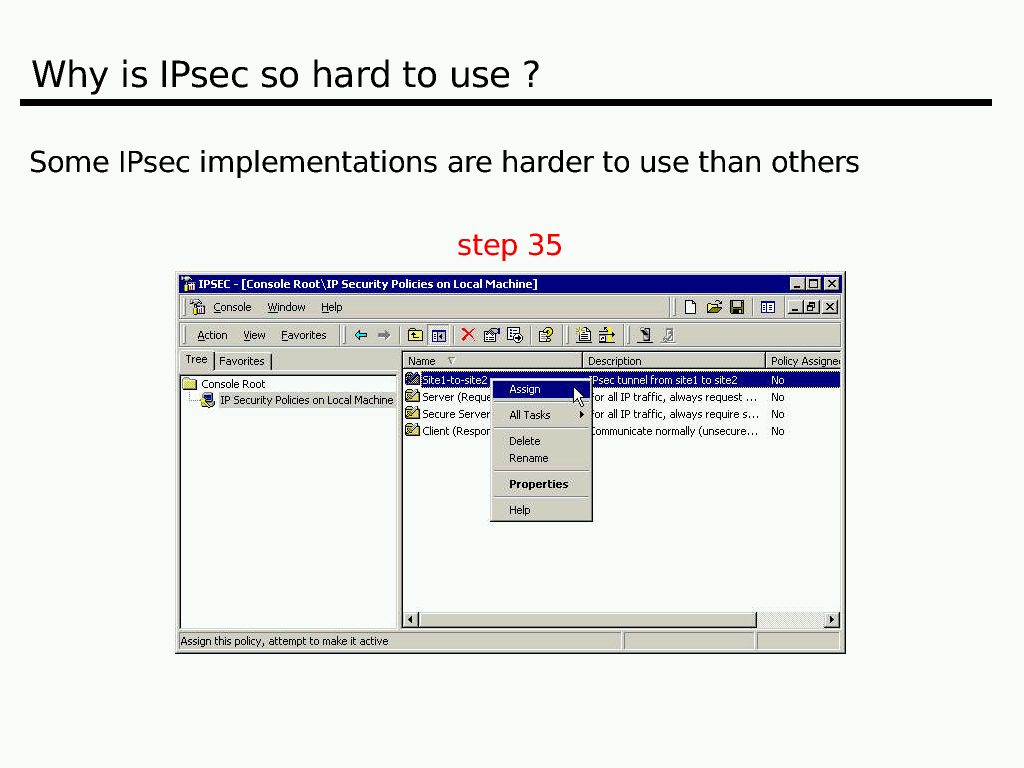 Why is IPsec so hard to use ?
Some IPsec implementations are harder to use than others
step 35
IPSEC - [Console Root\IP Security Policies on Local Machine]
Console Window Help
Action View Favorites
Tree Favorites
Name Description Policy Assigned
Console Root
IP Security Policies on Local Machine
Site1-to-site2 IPsec tunnel from site1 to site2 No
Server (Reque For all IP traffic, always request ... No
Secure Server For all IP traffic, always require s... No
Client (Respor Communicate normally (unsecure... No
Assign
All Tasks
Delete
Rename
Properties
Help
Assign this policy, attempt to make it active